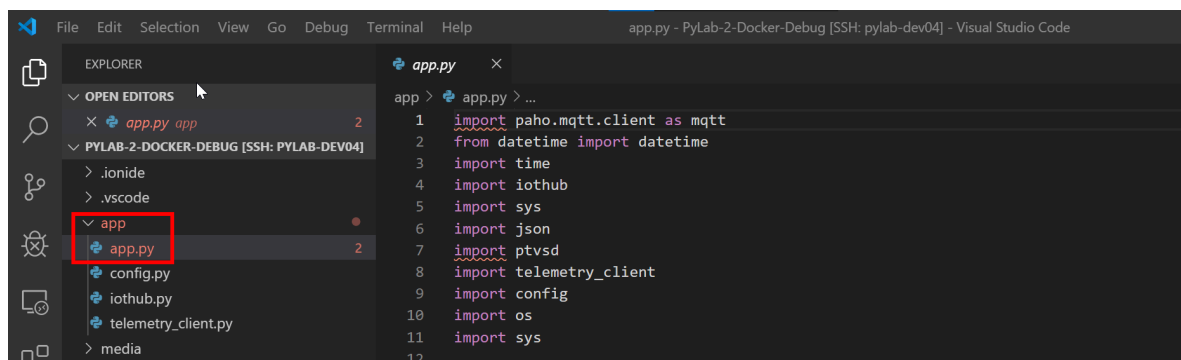 File Edit Selection View Go Debug Terminal Help app.py - PyLab-2-Docker-Debug [SSH: pylab-dev04] - Visual Studio Code
EXPLORER
OPEN EDITORS
app.py app 2
PYLAB-2-DOCKER-DEBUG [SSH: PYLAB-DEV04]
.ionide
.vscode
app
app.py 2
config.py
iothub.py
telemetry_client.py
media
app.py
app > app.py > ...
1 import paho.mqtt.client as mqtt
2 from datetime import datetime
3 import time
4 import iothub
5 import sys
6 import json
7 import ptvsd
8 import telemetry_client
9 import config
10 import os
11 import sys
12